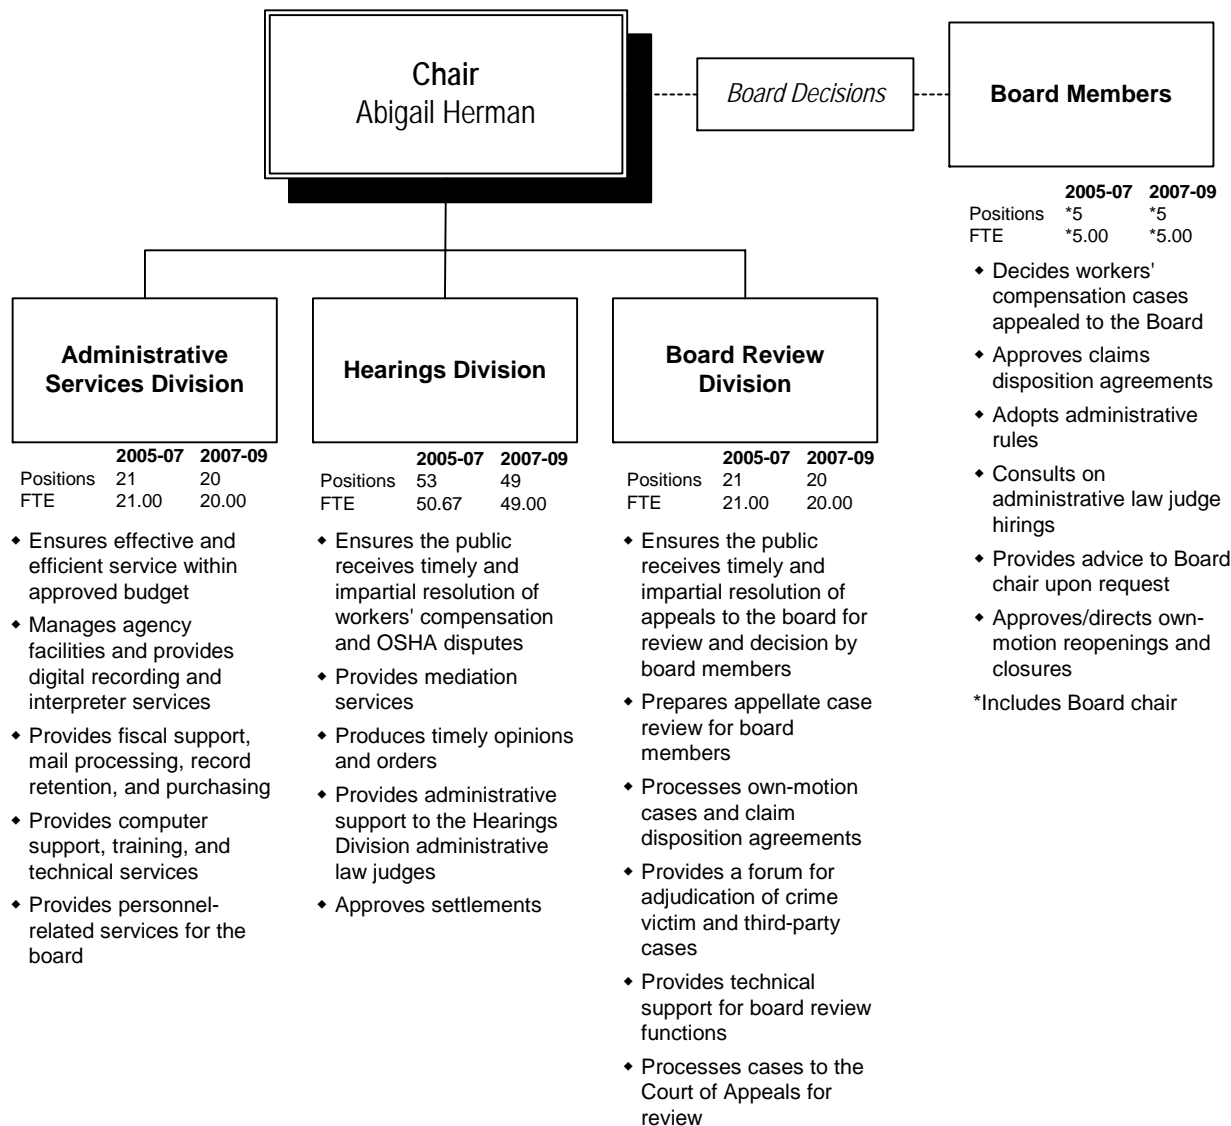 Chair
Abigail Herman
Board Decisions
Board Members
2005-07 2007-09
Positions *5 *5
FTE *5.00 *5.00
◆ Decides workers'
compensation cases
appealed to the Board
◆ Approves claims
disposition agreements
◆ Adopts administrative
rules
◆ Consults on
administrative law judge
hirings
◆ Provides advice to Board
chair upon request
◆ Approves/directs own-
motion reopenings and
closures
*Includes Board chair
Administrative
Services Division
2005-07 2007-09
Positions 21 20
FTE 21.00 20.00
◆ Ensures effective and
efficient service within
approved budget
◆ Manages agency
facilities and provides
digital recording and
interpreter services
◆ Provides fiscal support,
mail processing, record
retention, and purchasing
◆ Provides computer
support, training, and
technical services
◆ Provides personnel-
related services for the
board
Hearings Division
2005-07 2007-09
Positions 53 49
FTE 50.67 49.00
◆ Ensures the public
receives timely and
impartial resolution of
workers' compensation
and OSHA disputes
◆ Provides mediation
services
◆ Produces timely opinions
and orders
◆ Provides administrative
support to the Hearings
Division administrative
law judges
◆ Approves settlements
Board Review
Division
2005-07 2007-09
Positions 21 20
FTE 21.00 20.00
◆ Ensures the public
receives timely and
impartial resolution of
appeals to the board for
review and decision by
board members
◆ Prepares appellate case
review for board
members
◆ Processes own-motion
cases and claim
disposition agreements
◆ Provides a forum for
adjudication of crime
victim and third-party
cases
◆ Provides technical
support for board review
functions
◆ Processes cases to the
Court of Appeals for
review